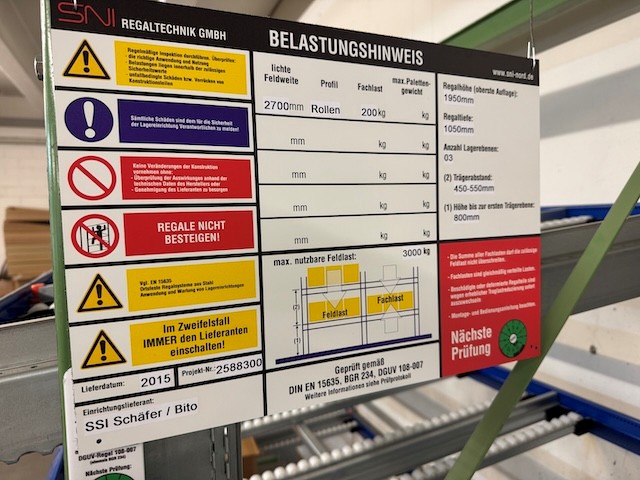 SNI REGALTECHNIK GMBH
BELASTUNGSHINWEIS
www.sni-nord.de
Regelmäßige Inspektion durchführen. Überprüfen:
- die richtige Anwendung und Nutzung
- Belastungen liegen innerhalb der zulässigen
Sicherheitswerte
- unfallbedingte Schäden bzw. Verrücken von
Konstruktionsteilen
Sämtliche Schäden sind dem für die Sicherheit
der Lagereinrichtung Verantwortlichen zu melden!
Keine Veränderungen der Konstruktion
vornehmen ohne:
- Überprüfung der Auswirkungen anhand der
technischen Daten des Herstellers oder
- Genehmigung des Lieferanten zu besorgen
REGALE NICHT
BESTEIGEN!
Vgl. EN 15635
Ortsfeste Regalsysteme aus Stahl
Anwendung und Wartung von Lagereinrichtungen
Im Zweifelsfall
IMMER den Lieferanten
einschalten!
Lieferdatum: 2015
Projekt-Nr.: 2588300
Einrichtungslieferant:
SSI Schäfer / Bito
lichte
Feldweite
Profil
Fachlast
max. Paletten-
gewicht
2700mm Rollen 200kg kg
mm kg kg
mm kg kg
mm kg kg
mm kg kg
max. nutzbare Feldlast: 3000 kg
Feldlast
Fachlast
(2)
(1)
Geprüft gemäß
DIN EN 15635, BGR 234, DGUV 108-007
Weitere Informationen siehe Prüfprotokoll
Regalhöhe (oberste Auflage):
1950mm
Regaltiefe:
1050mm
Anzahl Lagerebenen:
03
(2) Trägerabstand:
450-550mm
(1) Höhe bis zur ersten Trägerebene:
800mm
- Die Summe aller Fachlasten darf die zulässige
Feldlast nicht überschreiten.
- Fachlasten sind gleichmäßig verteilte Lasten.
- Beschädigte oder deformierte Regalteile sind
wegen erheblicher Traglastreduzierung sofort
auszuwechseln
- Montage- und Bedienungsanleitung beachten.
Nächste
Prüfung
DGUV-Regel 108-007
(ehemals BGR 234)
Nächste Prüfung: